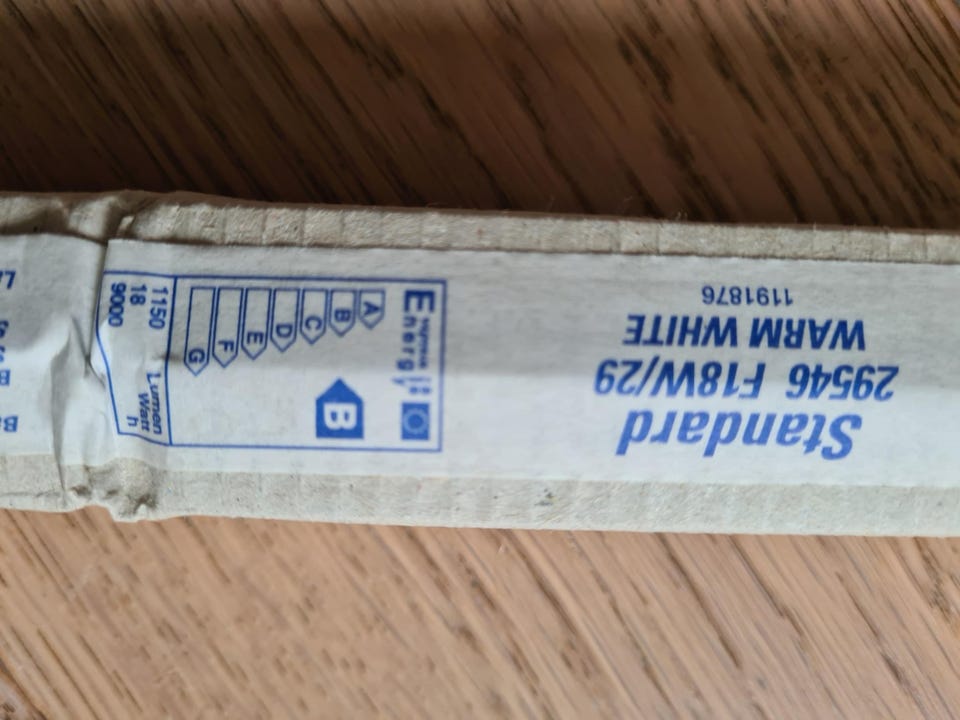 Standard
29546 F18W/29
WARM WHITE
1191876
Energy
A
B
C
D
E
F
G
B
1150 Lumen
18 Watt
9000 h